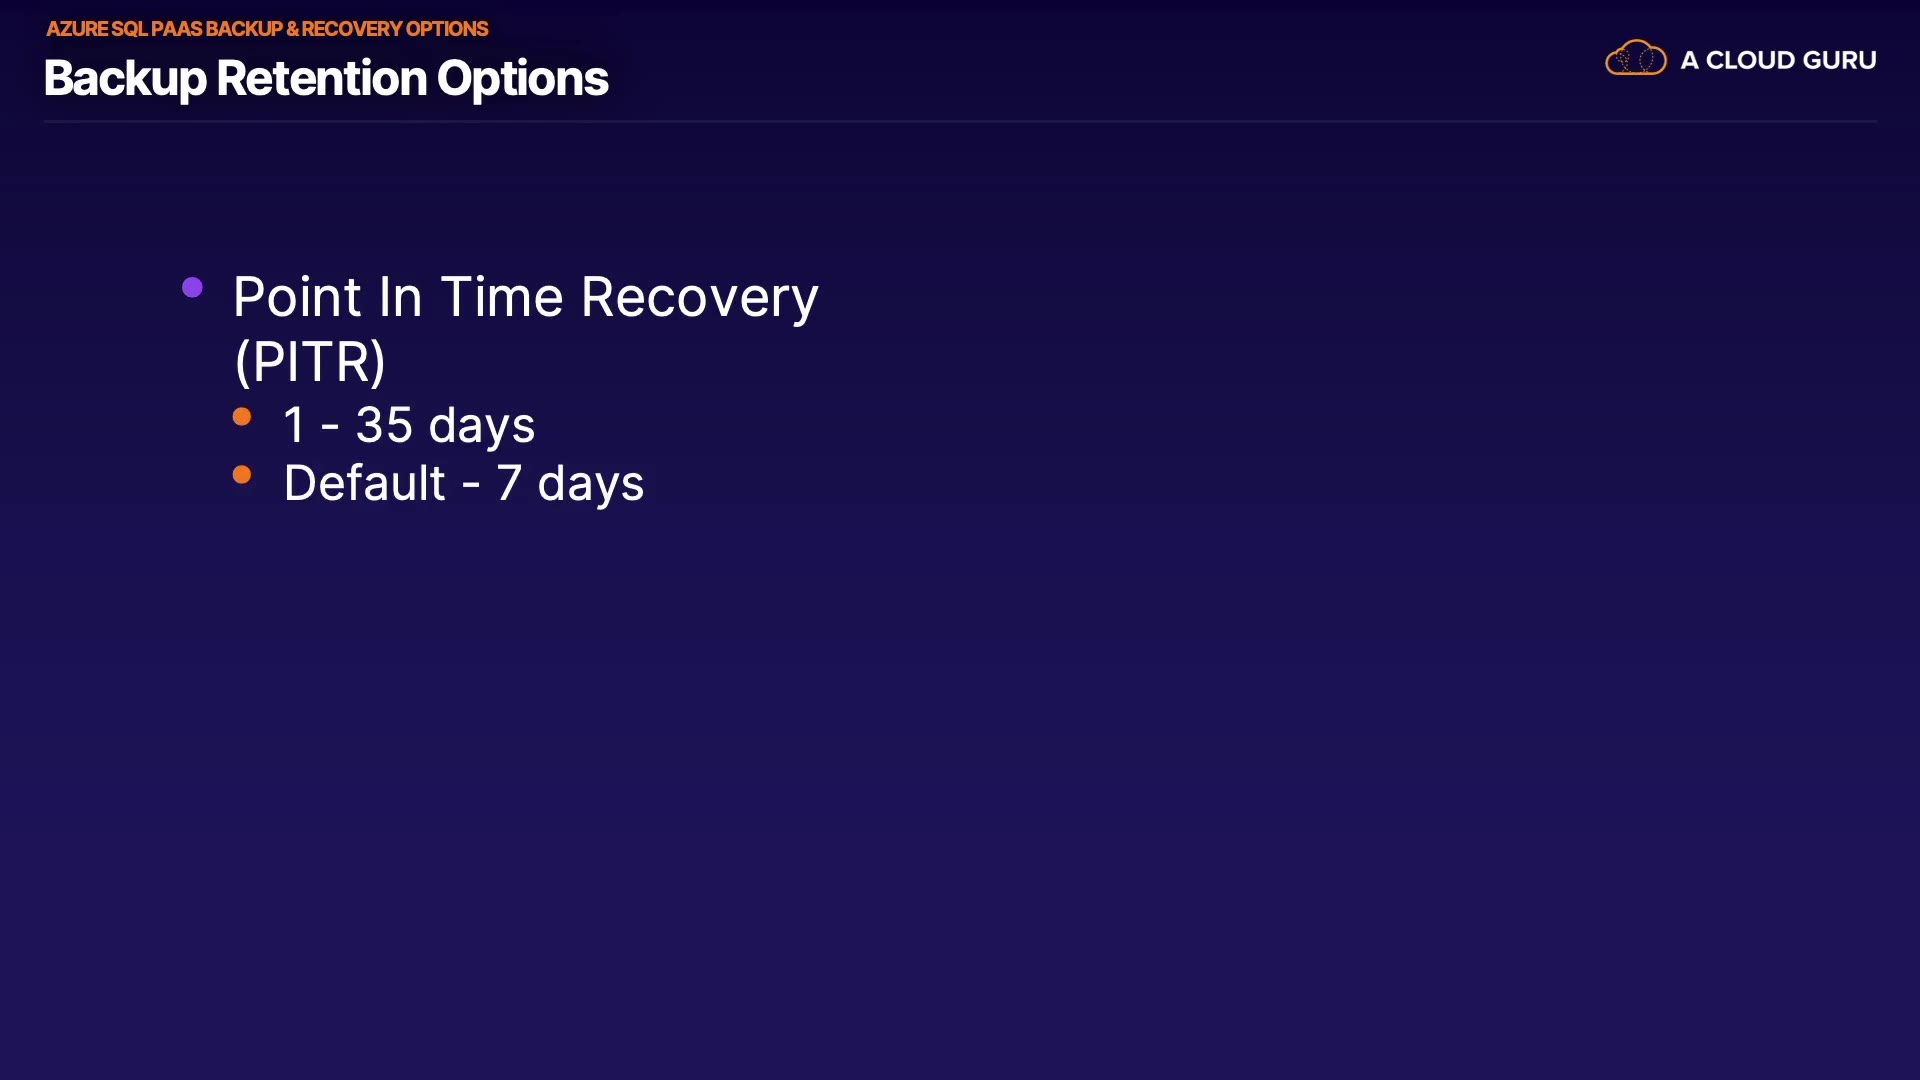 AZURE SQL PAAS BACKUP & RECOVERY OPTIONS
Backup Retention Options
A CLOUD GURU
Point In Time Recovery
(PITR)
1 - 35 days
Default - 7 days